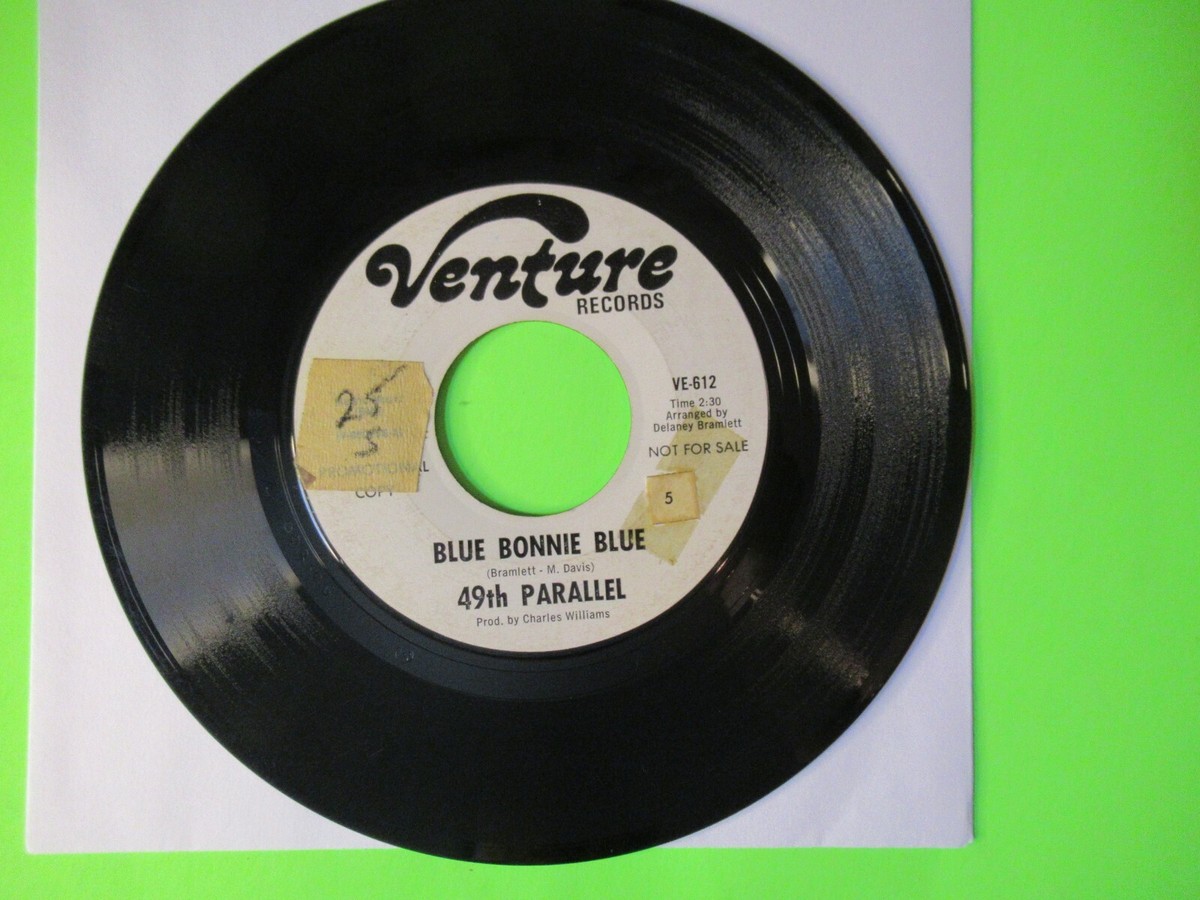 Venture
RECORDS
25
5
PROMOTIONAL
COPY
VE-612
Time 2:30
Arranged by
Delaney Bramlett
NOT FOR SALE
5
BLUE BONNIE BLUE
(Bramlett - M. Davis)
49th PARALLEL
Prod. by Charles Williams